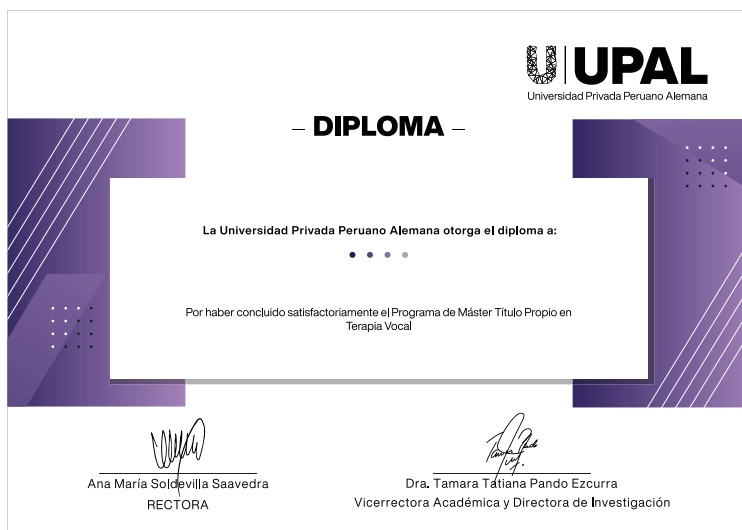 UPAL
Universidad Privada Peruano Alemana
– DIPLOMA –
La Universidad Privada Peruano Alemana otorga el diploma a:
Por haber concluido satisfactoriamente el Programa de Máster Título Propio en
Terapia Vocal
Ana María Soldevilla Saavedra
RECTORA
Dra. Tamara Tatiana Pando Ezcurra
Vicerrectora Académica y Directora de Investigación